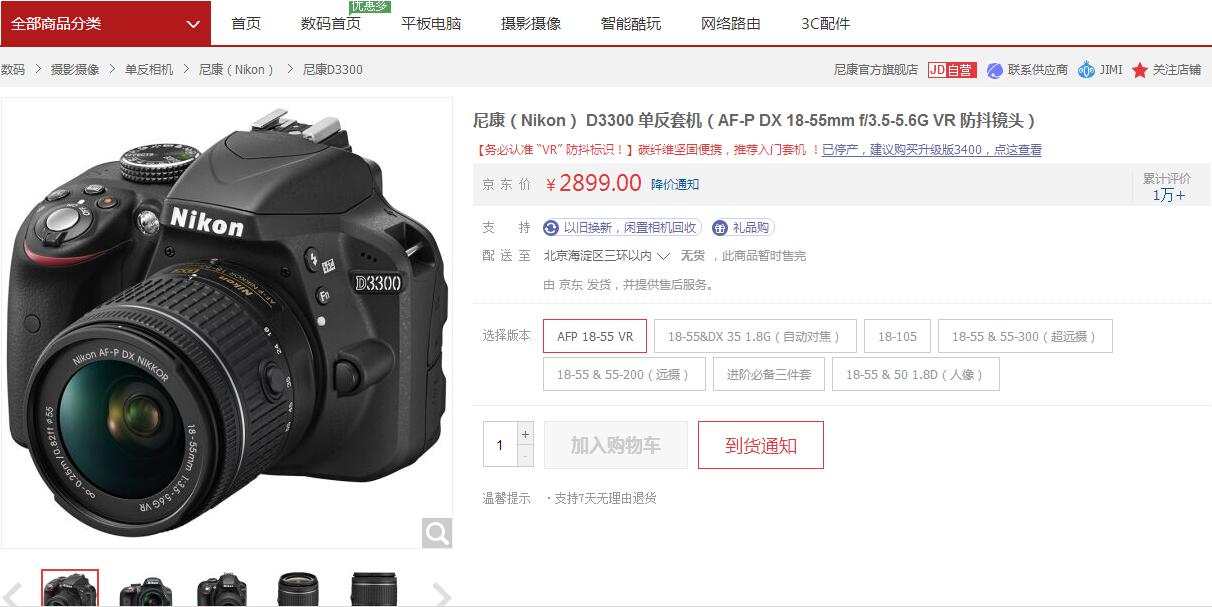 优惠多
全部商品分类 首页 数码首页 平板电脑 摄影摄像 智能酷玩 网络路由 3C配件
数码 > 摄影摄像 > 单反相机 > 尼康（Nikon） > 尼康D3300 尼康官方旗舰店 JD自营 联系供应商 JIMI 关注店铺
尼康（Nikon） D3300 单反套机（AF-P DX 18-55mm f/3.5-5.6G VR 防抖镜头）
【务必认准“VR” 防抖标识！】碳纤维坚固便携，推荐入门套机 ！已停产，建议购买升级版3400，点这查看
京东价 ￥2899.00 降价通知 累计评价
1万+
支持 以旧换新，闲置相机回收 礼品购
配送至 北京海淀区三环以内 无货 ，此商品暂时售完
由 京东 发货，并提供售后服务。
选择版本 AFP 18-55 VR 18-55&DX 35 1.8G（自动对焦） 18-105 18-55 & 55-300（超远摄）
18-55 & 55-200（远摄） 进阶必备三件套 18-55 & 50 1.8D（人像）
1 + - 加入购物车 到货通知
温馨提示 ·支持7天无理由退货
EFFECTS
Nikon
D3300
Fn
Nikon AF-P DX NIKKOR
18-55mm 1:3.5-5.6G VR
∞-0.25m/0.82ft ø55